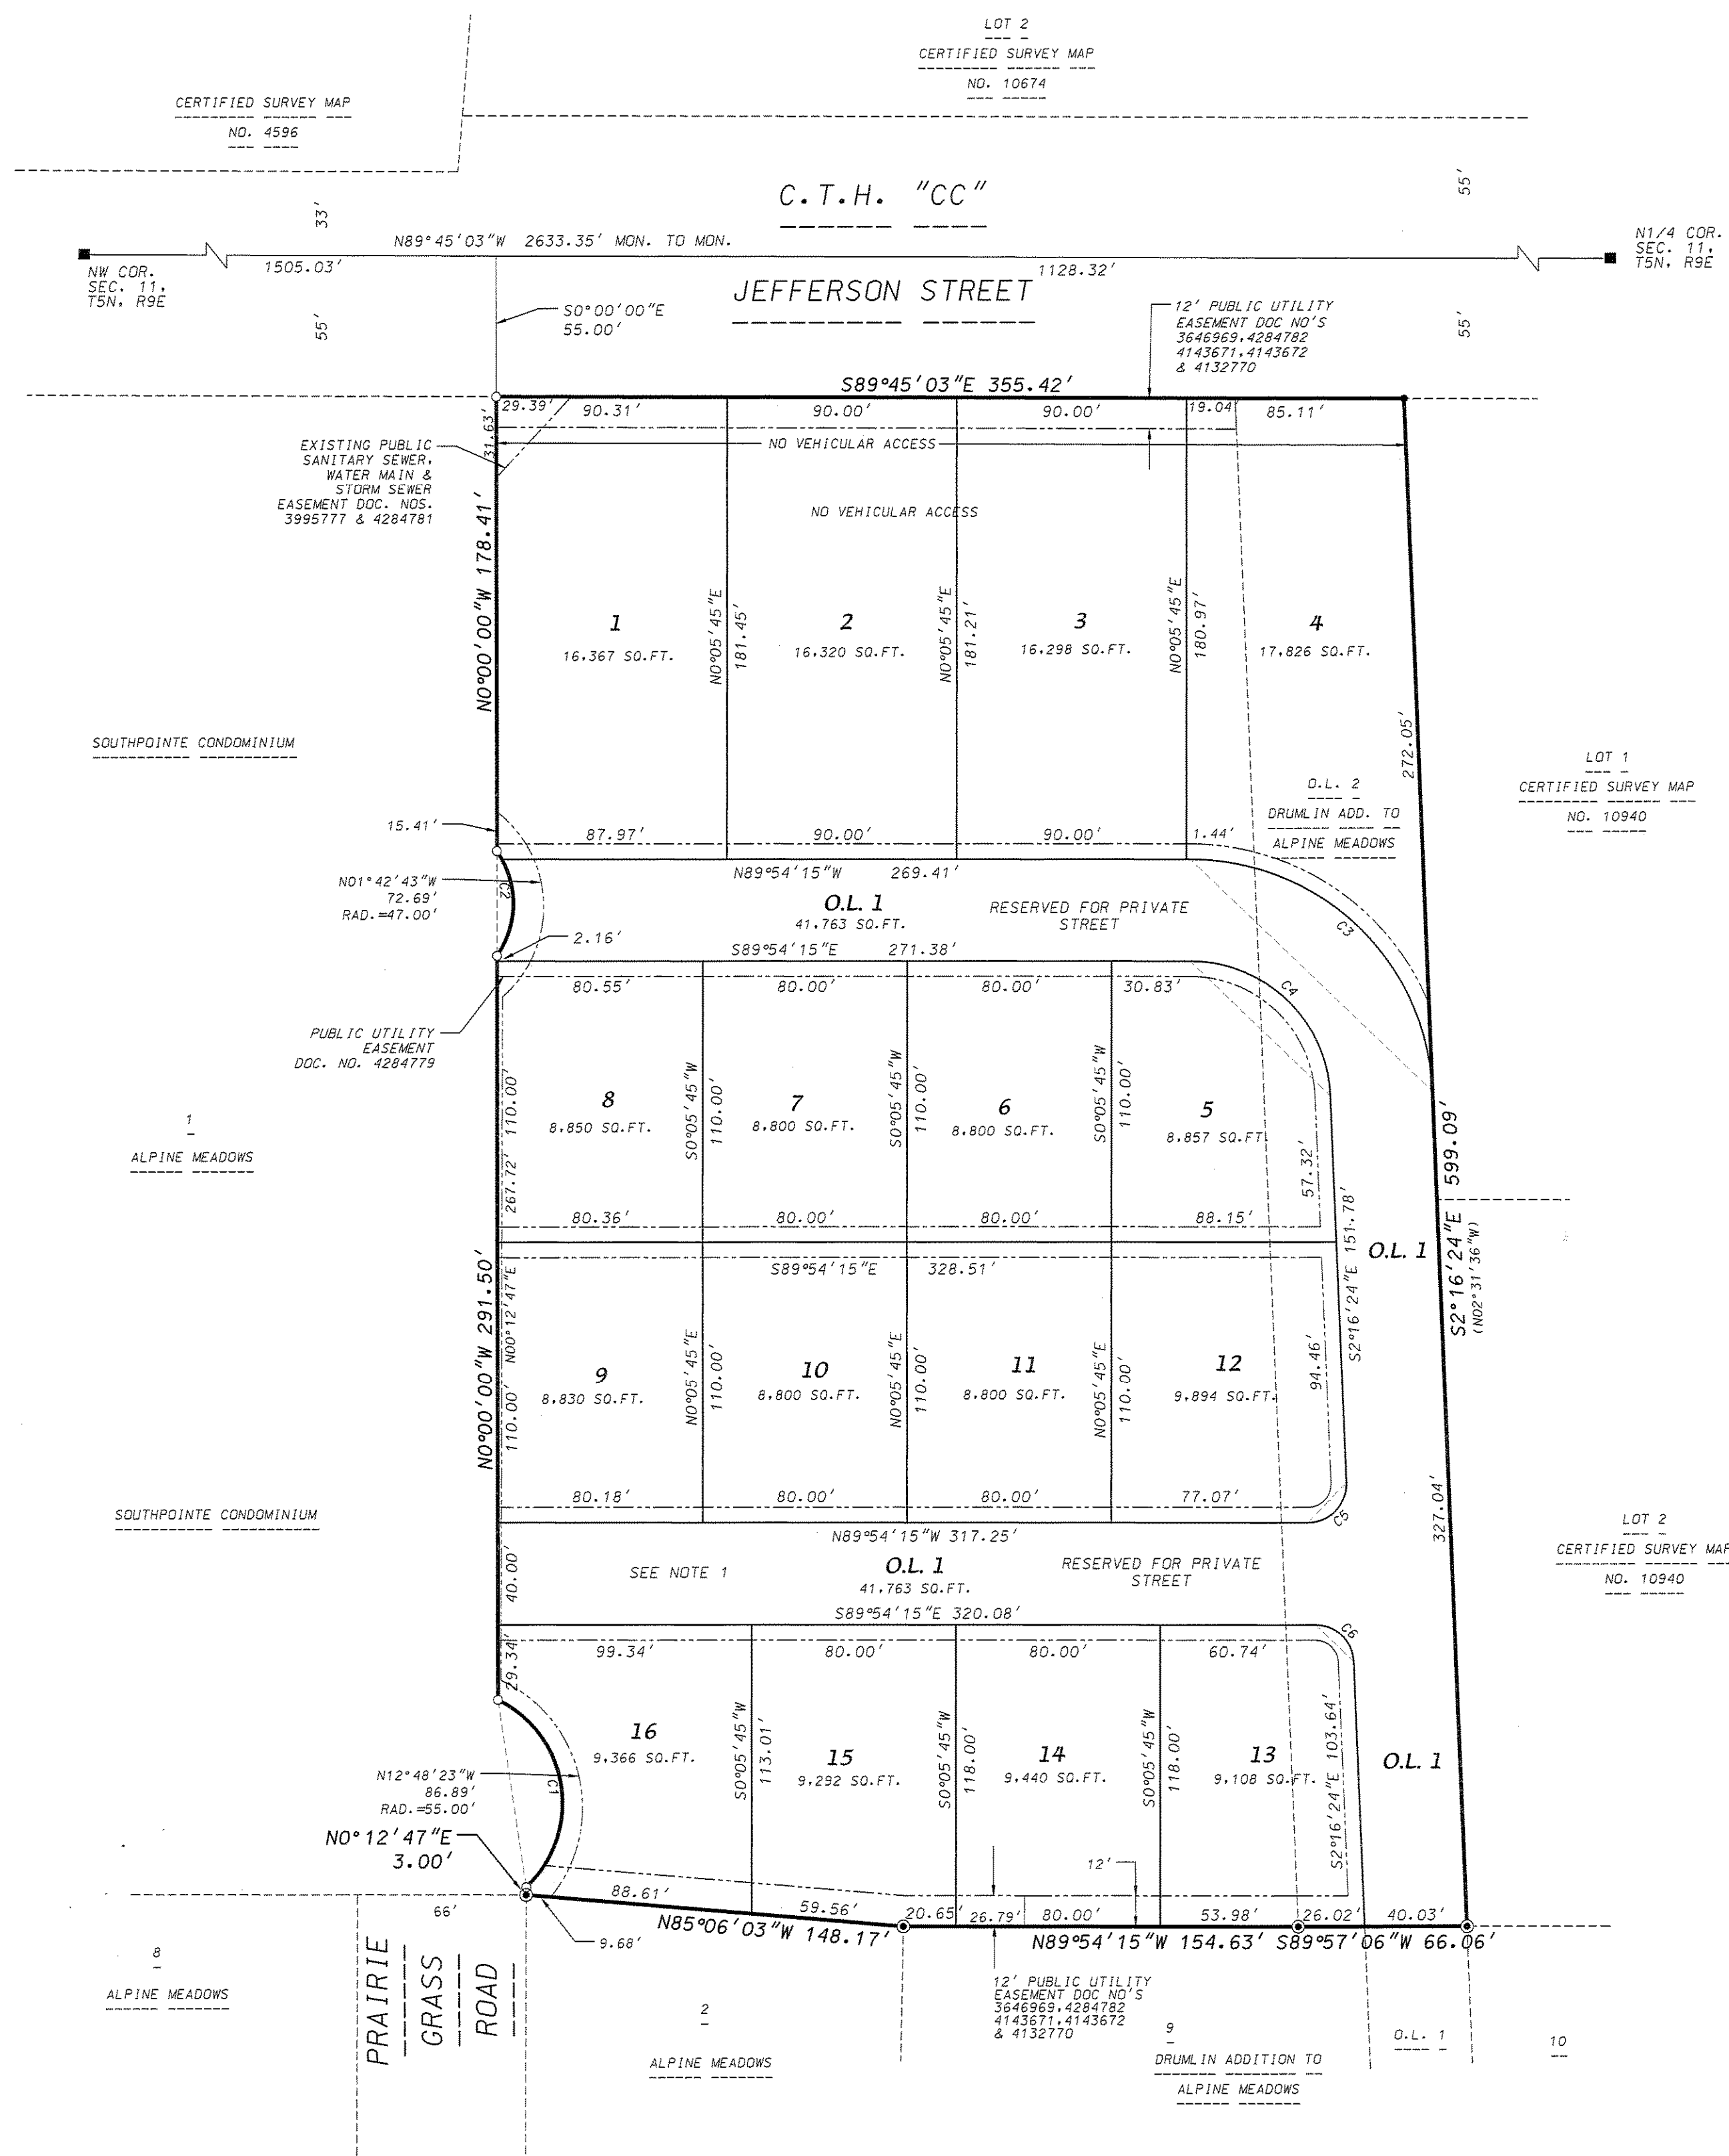 LOT 2
CERTIFIED SURVEY MAP
NO. 10674
CERTIFIED SURVEY MAP
NO. 4596
C.T.H. "CC"
33'
55'
N89°45'03"W 2633.35' MON. TO MON.
1505.03'
1128.32'
NW COR.
SEC. 11,
T5N, R9E
N1/4 COR.
SEC. 11,
T5N, R9E
JEFFERSON STREET
55'
55'
S0°00'00"E
55.00'
12' PUBLIC UTILITY
EASEMENT DOC NO'S
3646969,4284782
4143671,4143672
& 4132770
S89°45'03"E 355.42'
29.39'
90.31'
90.00'
90.00'
19.04'
85.11'
31.63'
NO VEHICULAR ACCESS
EXISTING PUBLIC
SANITARY SEWER,
WATER MAIN &
STORM SEWER
EASEMENT DOC. NOS.
3995777 & 4284781
NO VEHICULAR ACCESS
N0°00'00"W 178.41'
1
16,367 SQ.FT.
N0°05'45"E
181.45'
2
16,320 SQ.FT.
N0°05'45"E
181.21'
3
16,298 SQ.FT.
N0°05'45"E
180.97'
4
17,826 SQ.FT.
272.05'
SOUTHPOINTE CONDOMINIUM
LOT 1
CERTIFIED SURVEY MAP
NO. 10940
O.L. 2
DRUMLIN ADD. TO
ALPINE MEADOWS
15.41'
87.97'
90.00'
90.00'
1.44'
N89°54'15"W 269.41'
N01°42'43"W
72.69'
RAD.=47.00'
C2
O.L. 1
41,763 SQ.FT.
RESERVED FOR PRIVATE
STREET
C3
2.16'
S89°54'15"E 271.38'
80.55'
80.00'
80.00'
30.83'
C4
PUBLIC UTILITY
EASEMENT
DOC. NO. 4284779
110.00'
267.72'
8
8,850 SQ.FT.
S0°05'45"W
110.00'
7
8,800 SQ.FT.
S0°05'45"W
110.00'
6
8,800 SQ.FT.
S0°05'45"W
110.00'
5
8,857 SQ.FT.
57.32'
1
ALPINE MEADOWS
80.36'
80.00'
80.00'
88.15'
S89°54'15"E 328.51'
S2°16'24"E 151.78'
O.L. 1
S2°16'24"E 599.09'
(N02°31'36"W)
N0°00'00"W 291.50'
N00°12'47"E
110.00'
9
8,830 SQ.FT.
N0°05'45"E
110.00'
10
8,800 SQ.FT.
N0°05'45"E
110.00'
11
8,800 SQ.FT.
N0°05'45"E
110.00'
12
9,894 SQ.FT.
94.46'
80.18'
80.00'
80.00'
77.07'
C5
N89°54'15"W 317.25'
327.04'
SOUTHPOINTE CONDOMINIUM
LOT 2
CERTIFIED SURVEY MAP
NO. 10940
40.00'
SEE NOTE 1
O.L. 1
41,763 SQ.FT.
RESERVED FOR PRIVATE
STREET
S89°54'15"E 320.08'
29.34'
99.34'
80.00'
80.00'
60.74'
C6
16
9,366 SQ.FT.
S0°05'45"W
113.01'
15
9,292 SQ.FT.
S0°05'45"W
118.00'
14
9,440 SQ.FT.
S0°05'45"W
118.00'
13
9,108 SQ.FT.
S2°16'24"E 103.64'
O.L. 1
N12°48'23"W
86.89'
RAD.=55.00'
C1
N0°12'47"E
3.00'
12'
66'
88.61'
59.56'
20.65'
26.79'
80.00'
53.98'
26.02'
40.03'
N85°06'03"W 148.17'
N89°54'15"W 154.63'
S89°57'06"W 66.06'
9.68'
8
ALPINE MEADOWS
PRAIRIE
GRASS
ROAD
12' PUBLIC UTILITY
EASEMENT DOC NO'S
3646969,4284782
4143671,4143672
& 4132770
2
ALPINE MEADOWS
9
DRUMLIN ADDITION TO
ALPINE MEADOWS
O.L. 1
10